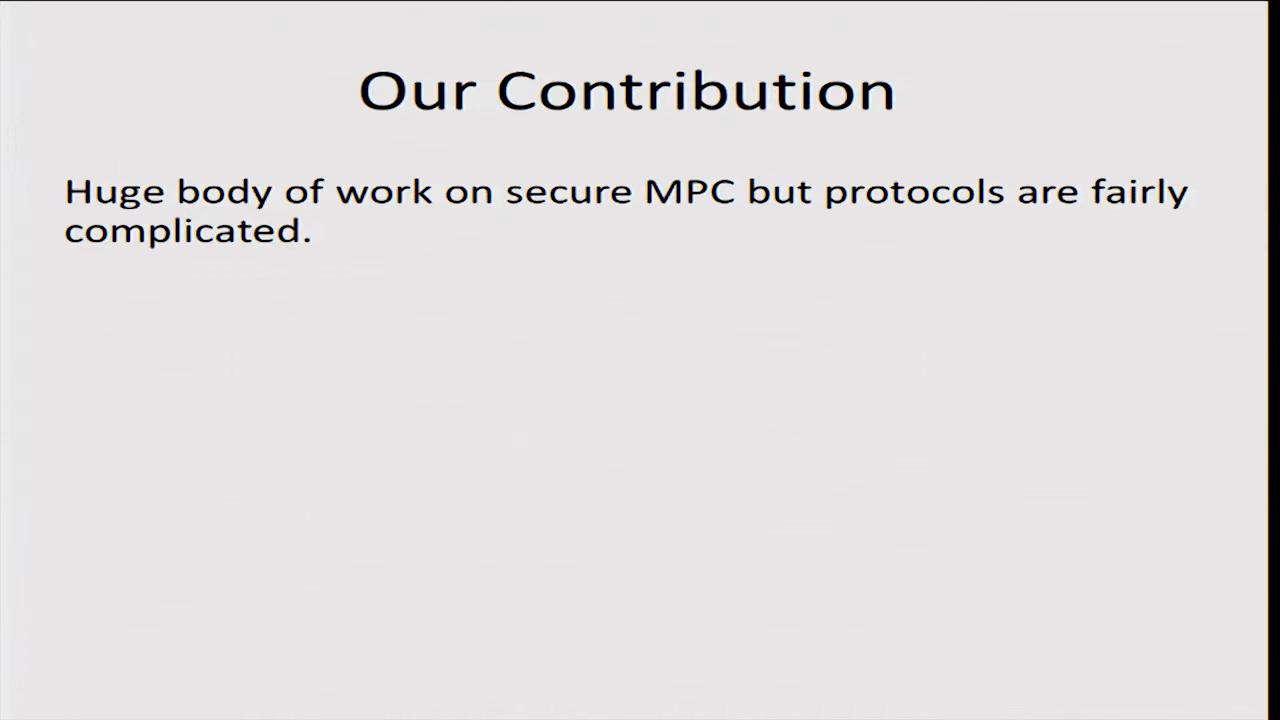 Our Contribution
Huge body of work on secure MPC but protocols are fairly
complicated.